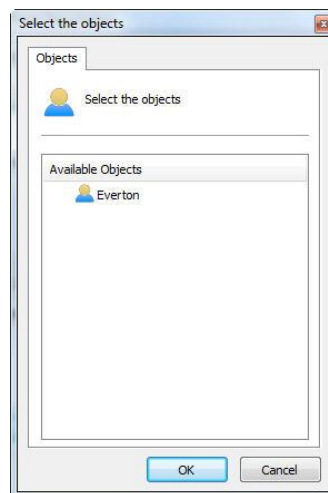 Select the objects
Objects
Select the objects
Available Objects
Everton
OK
Cancel